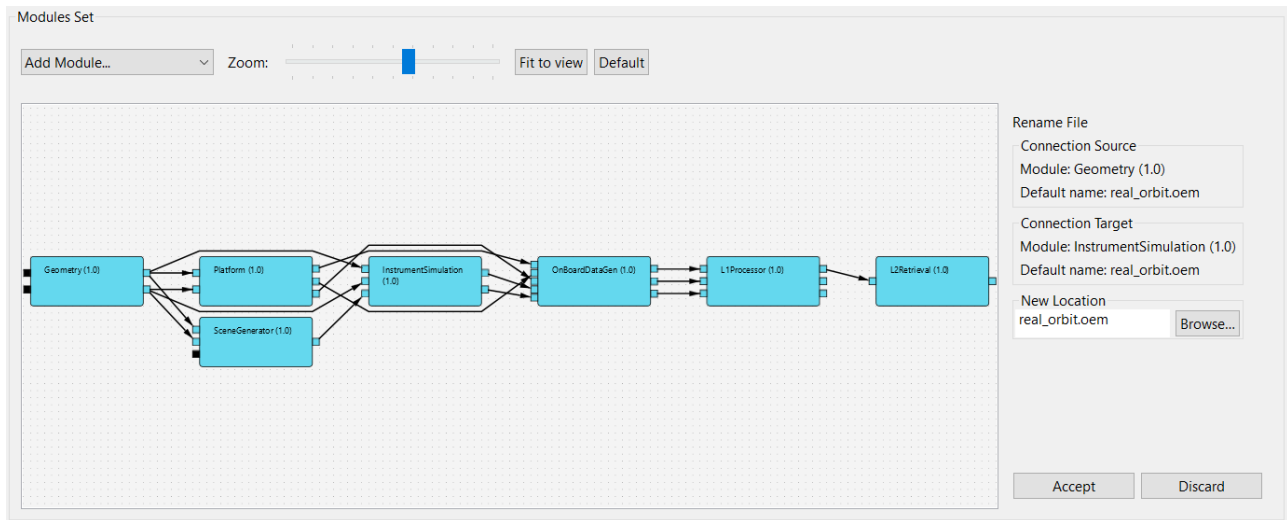 Modules Set
Add Module...
Zoom:
Fit to view
Default
Rename File
Connection Source
Module: Geometry (1.0)
Default name: real_orbit.oem
Connection Target
Module: InstrumentSimulation (1.0)
Default name: real_orbit.oem
New Location
real_orbit.oem
Browse...
Geometry (1.0)
Platform (1.0)
InstrumentSimulation
(1.0)
OnBoardDataGen (1.0)
L1Processor (1.0)
L2Retrieval (1.0)
SceneGenerator (1.0)
Accept
Discard